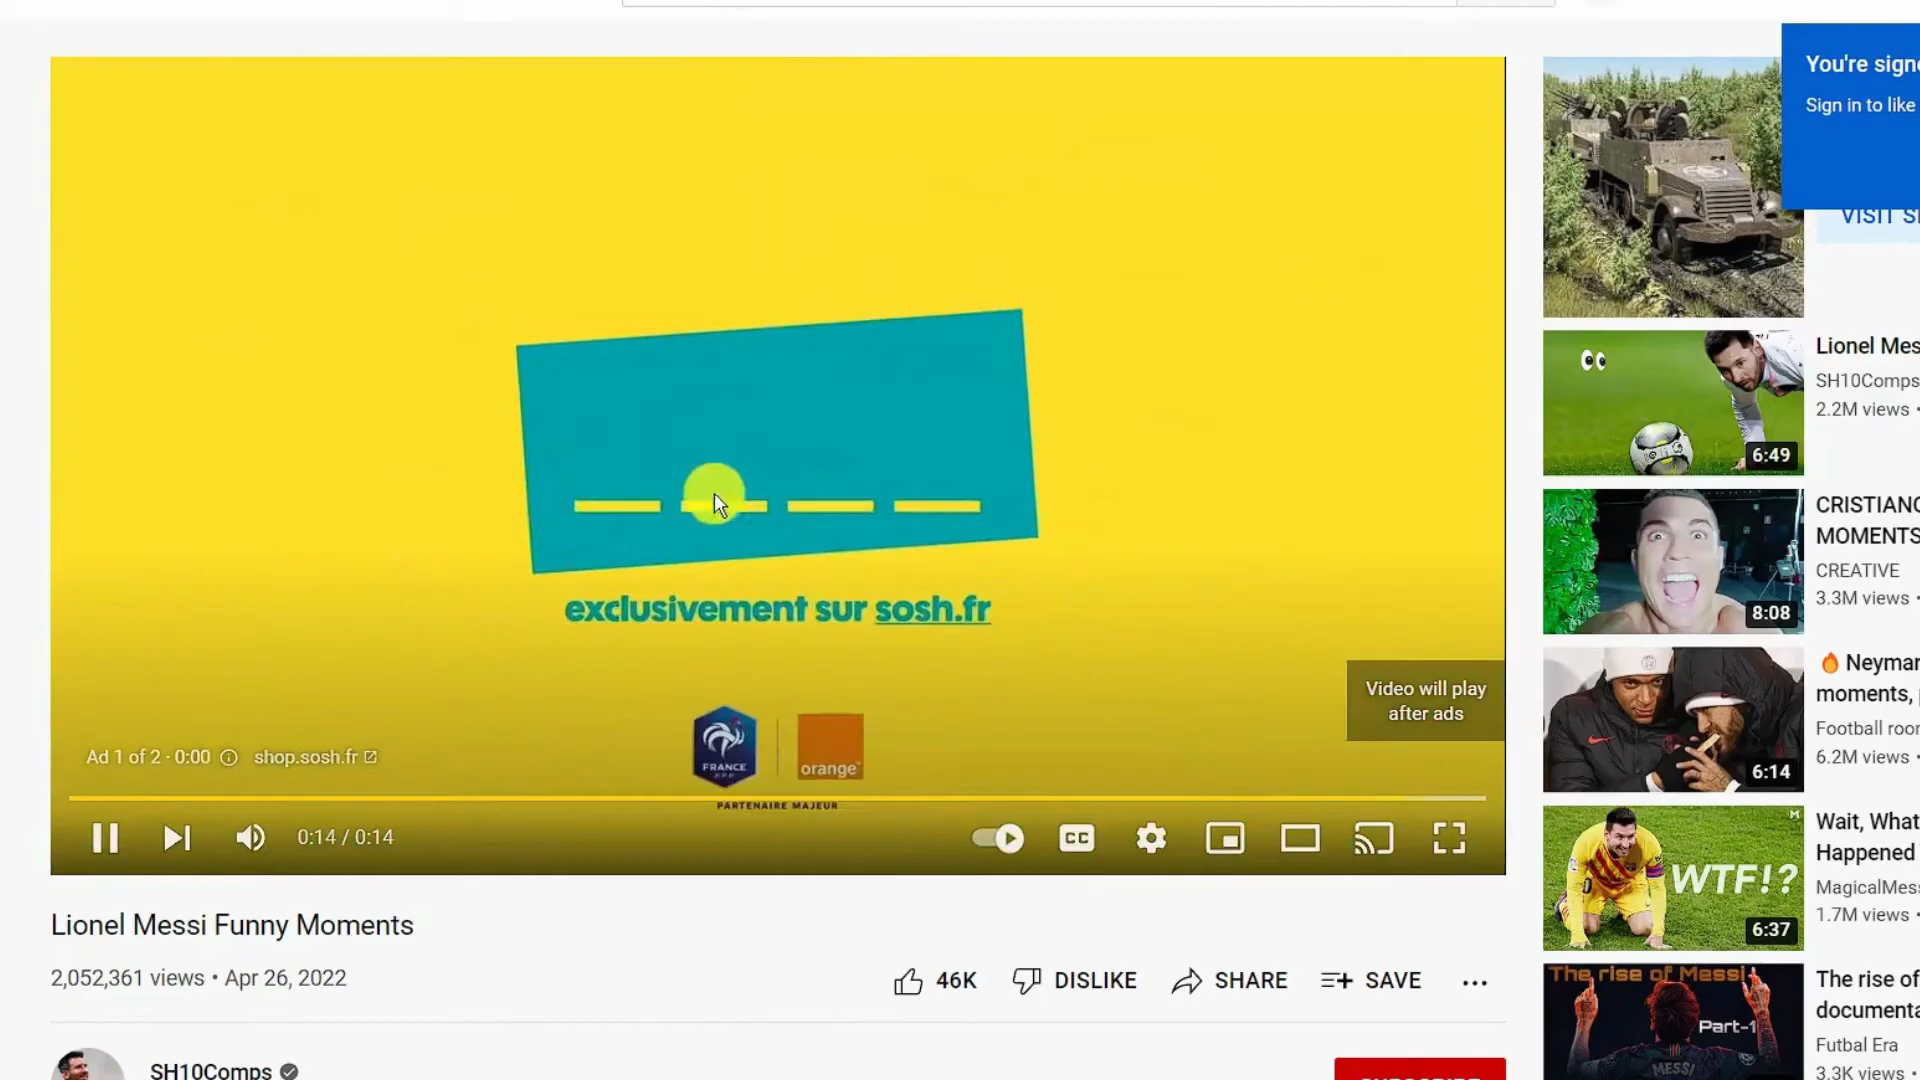 You're signe
Sign in to like
VISIT S
exclusivement sur sosh.fr
Video will play
after ads
FRANCE
FFF
orange
PARTENAIRE MAJEUR
Ad 1 of 2 · 0:00
shop.sosh.fr
0:14 / 0:14
CC
Lionel Messi Funny Moments
2,052,361 views • Apr 26, 2022
46K
DISLIKE
SHARE
SAVE
SH10Comps
6:49
Lionel Mes
SH10Comps
2.2M views •
8:08
CRISTIANO
MOMENTS
CREATIVE
3.3M views •
6:14
🔥 Neymar
moments,
Football roor
6.2M views •
M
WTF!?
6:37
Wait, What
Happened
MagicalMess
1.7M views •
The rise of Messi
Part-1
MESSI
The rise of
documenta
Futbal Era
3.3K views •